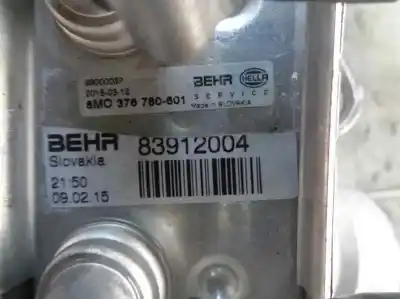 2015-03-12
8MO 376 780-601
BEHR HELLA
SERVICE
Made in SLOVAKIA
BEHR 83912004
Slovakia
21:50
09.02.15